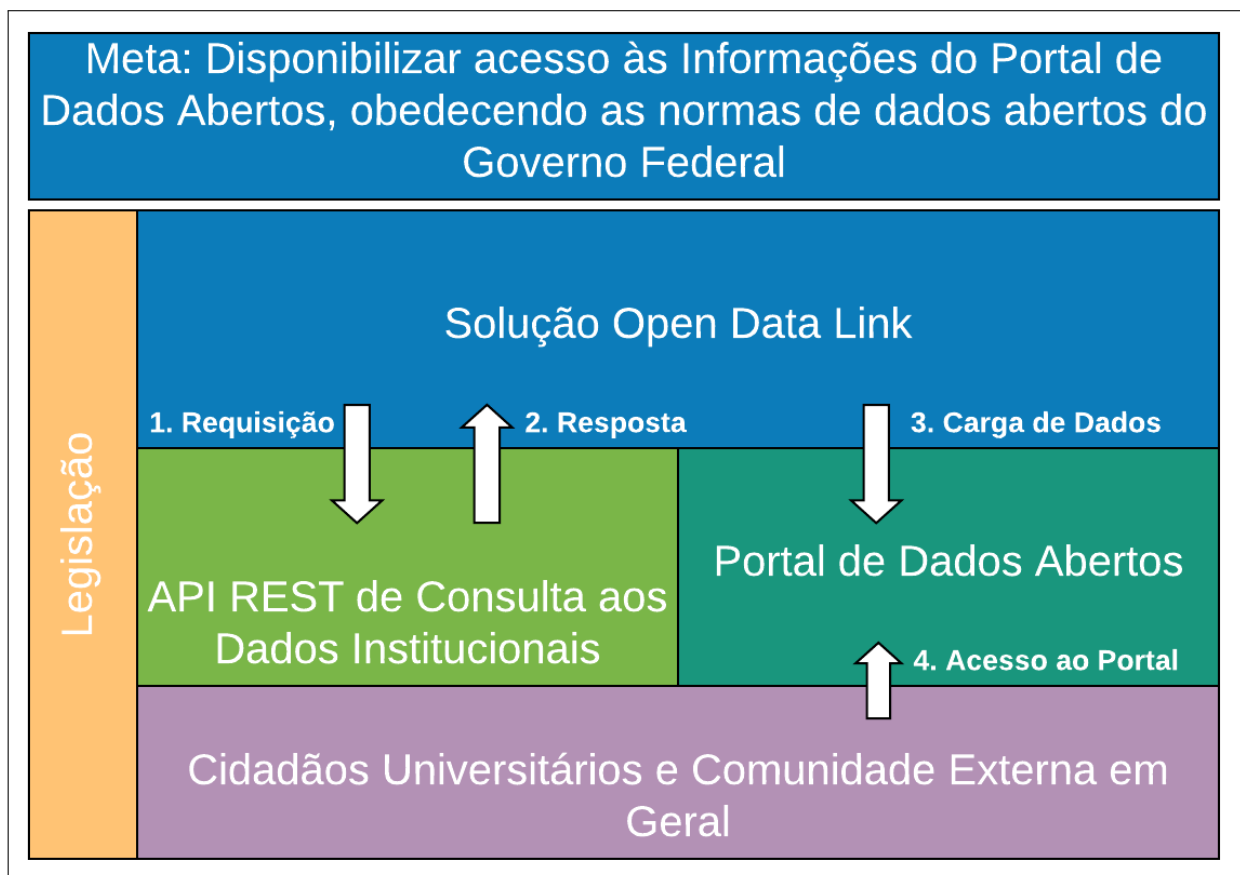 Meta: Disponibilizar acesso às Informações do Portal de
Dados Abertos, obedecendo as normas de dados abertos do
Governo Federal
Legislação
Solução Open Data Link
1. Requisição
2. Resposta
3. Carga de Dados
API REST de Consulta aos
Dados Institucionais
Portal de Dados Abertos
4. Acesso ao Portal
Cidadãos Universitários e Comunidade Externa em
Geral